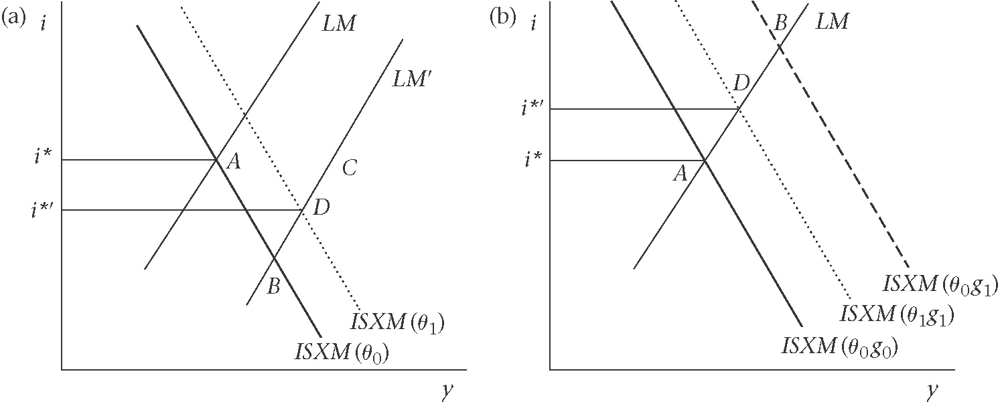 (a)
i
LM
LM′
i*
A
C
i*′
D
B
ISXM (θ₁)
ISXM (θ₀)
y
(b)
i
B
LM
D
i*′
i*
A
ISXM (θ₀g₁)
ISXM (θ₁g₁)
ISXM (θ₀g₀)
y